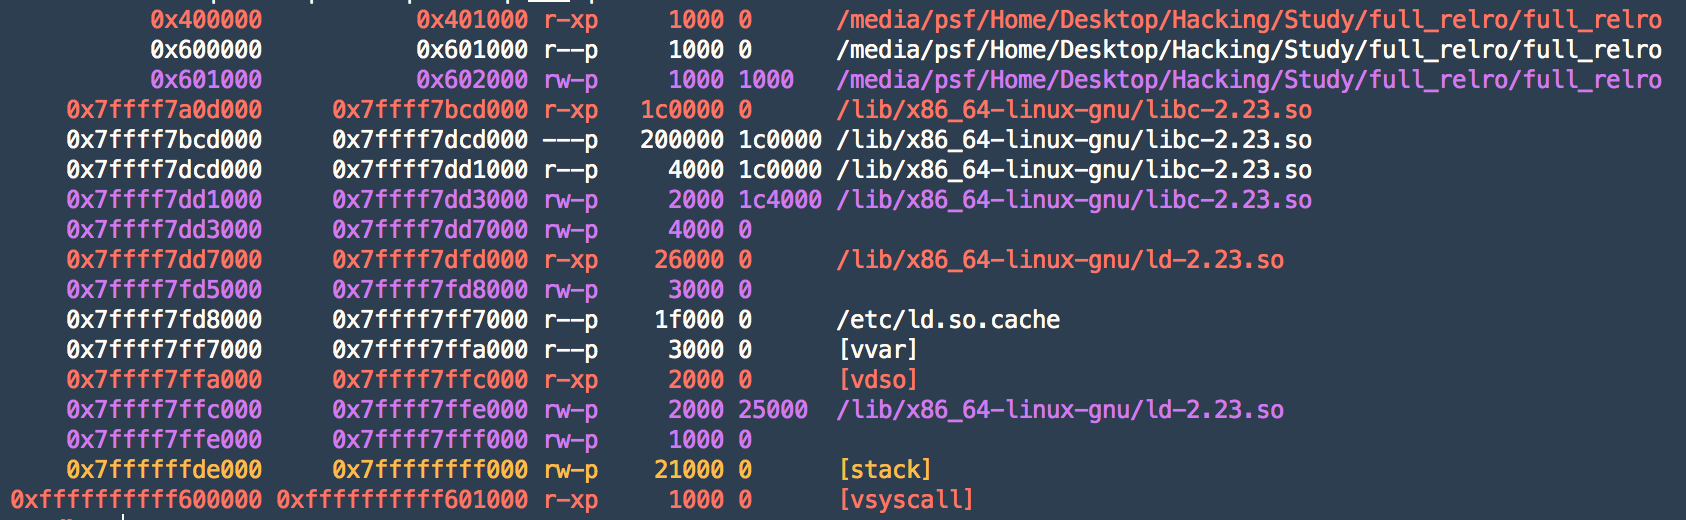 0x400000 0x401000 r-xp 1000 0 /media/psf/Home/Desktop/Hacking/Study/full_relro/full_relro
0x600000 0x601000 r--p 1000 0 /media/psf/Home/Desktop/Hacking/Study/full_relro/full_relro
0x601000 0x602000 rw-p 1000 1000 /media/psf/Home/Desktop/Hacking/Study/full_relro/full_relro
0x7ffff7a0d000 0x7ffff7bcd000 r-xp 1c0000 0 /lib/x86_64-linux-gnu/libc-2.23.so
0x7ffff7bcd000 0x7ffff7dcd000 ---p 200000 1c0000 /lib/x86_64-linux-gnu/libc-2.23.so
0x7ffff7dcd000 0x7ffff7dd1000 r--p 4000 1c0000 /lib/x86_64-linux-gnu/libc-2.23.so
0x7ffff7dd1000 0x7ffff7dd3000 rw-p 2000 1c4000 /lib/x86_64-linux-gnu/libc-2.23.so
0x7ffff7dd3000 0x7ffff7dd7000 rw-p 4000 0
0x7ffff7dd7000 0x7ffff7dfd000 r-xp 26000 0 /lib/x86_64-linux-gnu/ld-2.23.so
0x7ffff7fd5000 0x7ffff7fd8000 rw-p 3000 0
0x7ffff7fd8000 0x7ffff7ff7000 r--p 1f000 0 /etc/ld.so.cache
0x7ffff7ff7000 0x7ffff7ffa000 r--p 3000 0 [vvar]
0x7ffff7ffa000 0x7ffff7ffc000 r-xp 2000 0 [vdso]
0x7ffff7ffc000 0x7ffff7ffe000 rw-p 2000 25000 /lib/x86_64-linux-gnu/ld-2.23.so
0x7ffff7ffe000 0x7ffff7fff000 rw-p 1000 0
0x7ffffffde000 0x7ffffffff000 rw-p 21000 0 [stack]
0xffffffffff600000 0xffffffffff601000 r-xp 1000 0 [vsyscall]